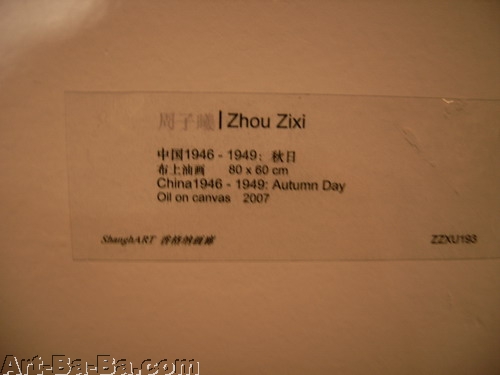 周子曦 | Zhou Zixi
中国1946 - 1949: 秋日
布上油画 80 x 60 cm
China1946 - 1949: Autumn Day
Oil on canvas 2007
ShanghART 香格纳画廊 ZZXU193
Art-Ba-Ba.com